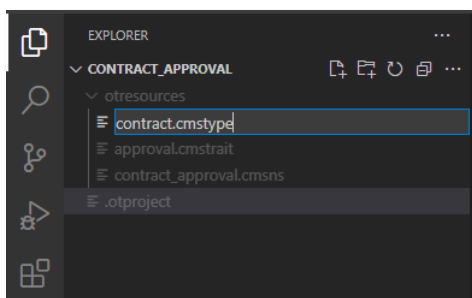 EXPLORER
CONTRACT_APPROVAL
otresources
contract.cmstype
approval.cmstrait
contract_approval.cmsns
.otproject